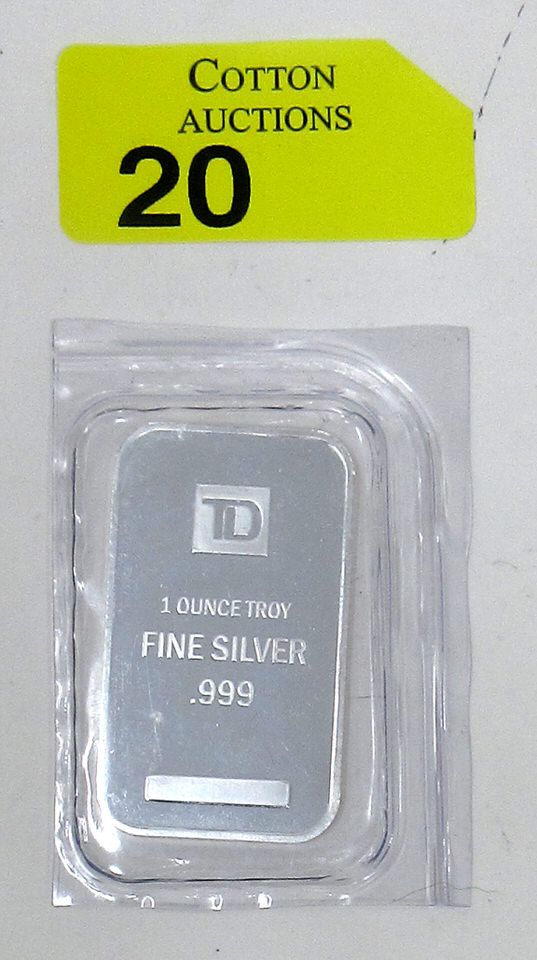 COTTON
AUCTIONS
20
TD
1 OUNCE TROY
FINE SILVER
.999